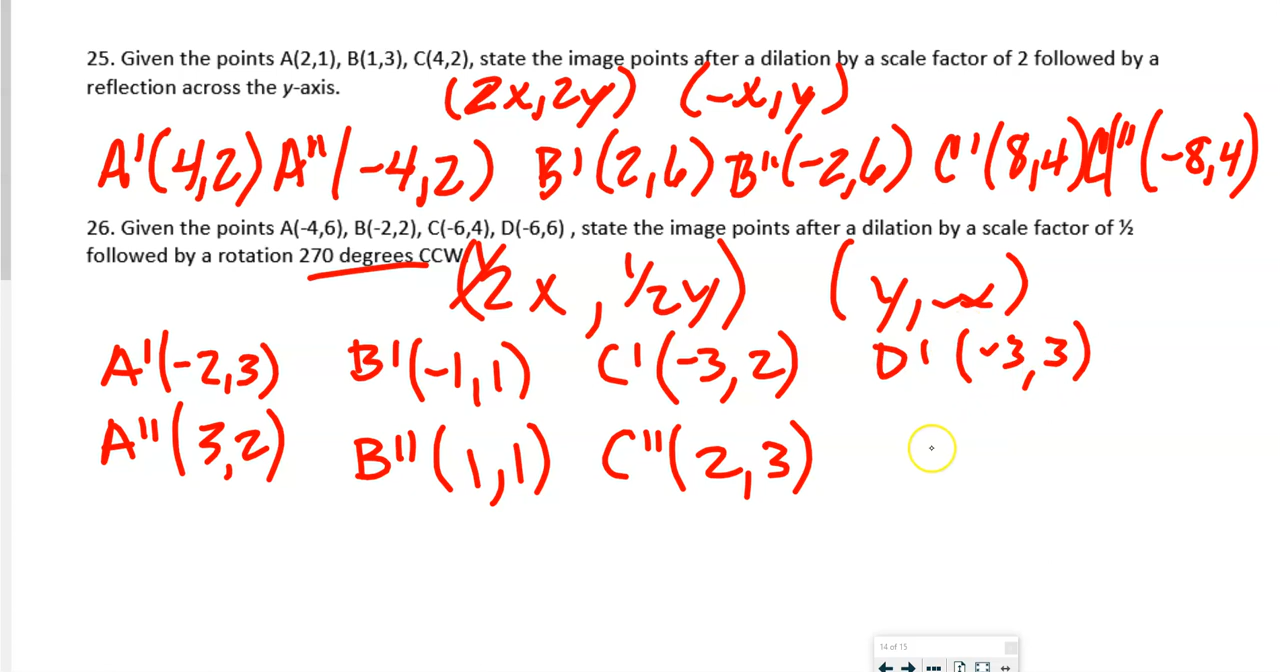 25. Given the points A(2,1), B(1,3), C(4,2), state the image points after a dilation by a scale factor of 2 followed by a
reflection across the y-axis.
(2x,2y) (-x,y)
A'(4,2) A"(-4,2) B'(2,6) B"(-2,6) C'(8,4) C"(-8,4)
26. Given the points A(-4,6), B(-2,2), C(-6,4), D(-6,6) , state the image points after a dilation by a scale factor of ½
followed by a rotation 270 degrees CCW
(1/2x, 1/2y) (y,-x)
A'(-2,3) B'(-1,1) C'(-3,2) D'(-3,3)
A"(3,2) B"(1,1) C"(2,3)
14 of 15